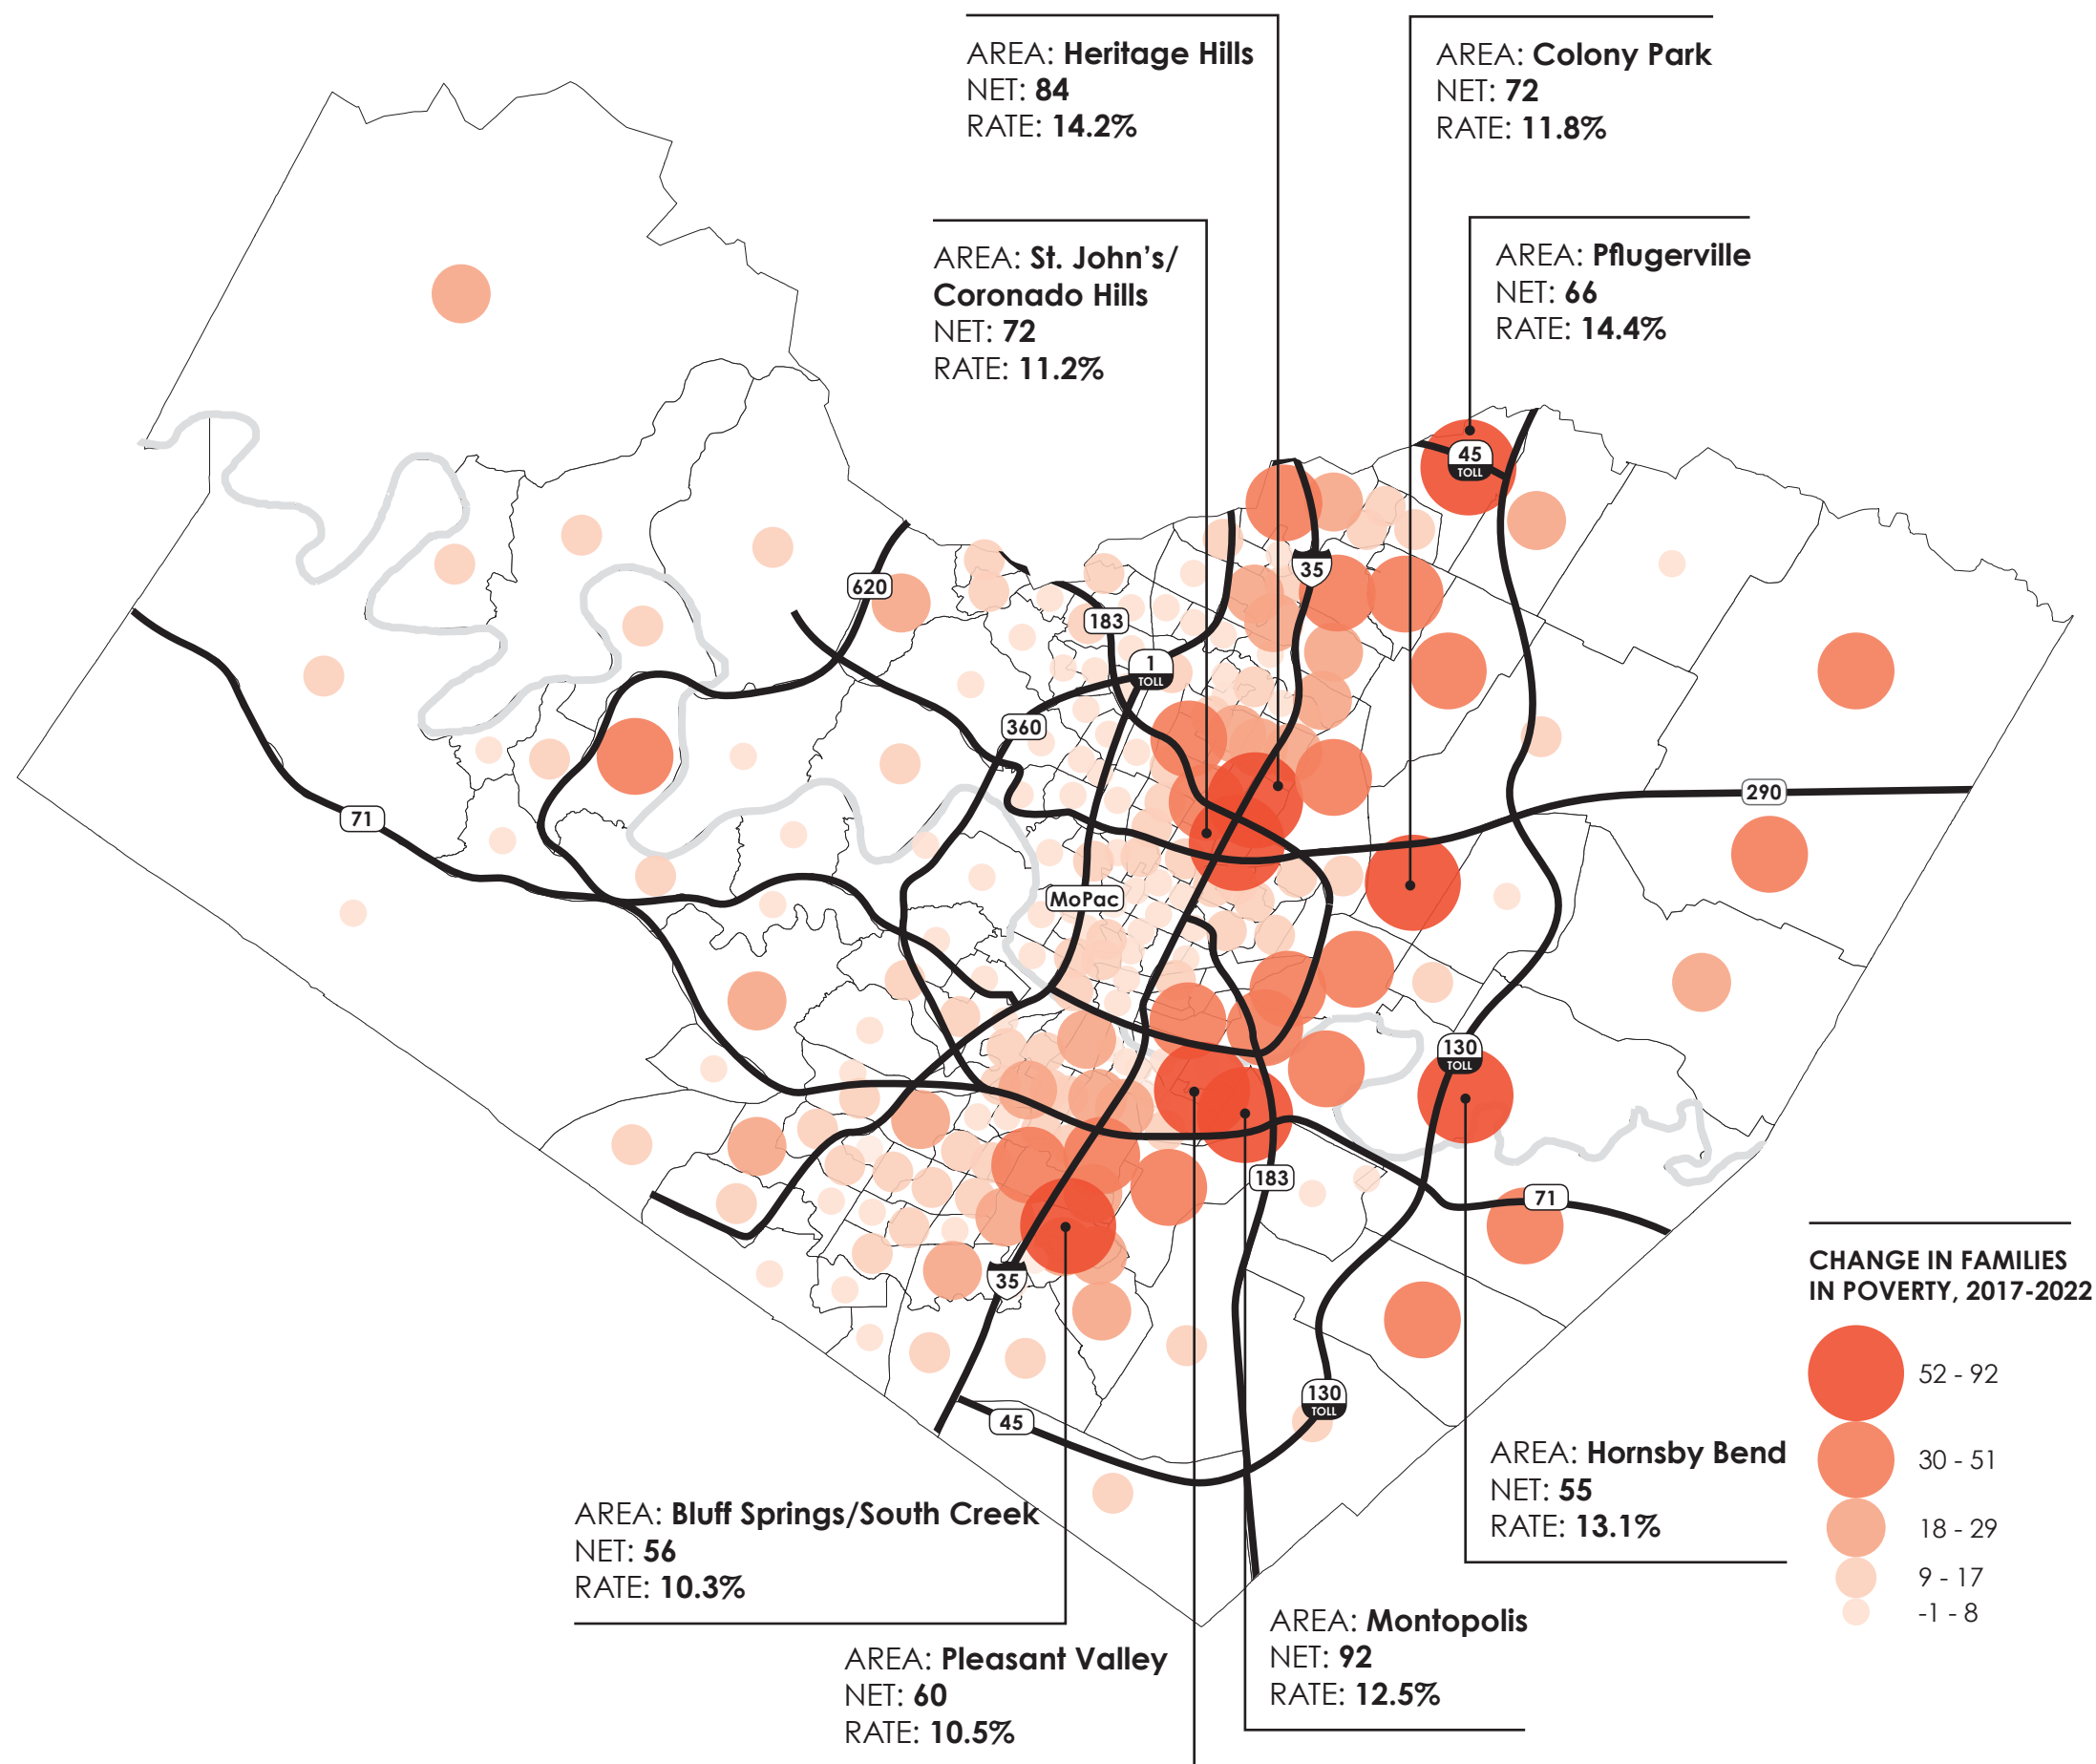 AREA: Heritage Hills
NET: 84
RATE: 14.2%
AREA: Colony Park
NET: 72
RATE: 11.8%
AREA: St. John's/
Coronado Hills
NET: 72
RATE: 11.2%
AREA: Pflugerville
NET: 66
RATE: 14.4%
45
TOLL
35
620
183
1
TOLL
360
71
290
MoPac
130
TOLL
183
71
35
130
TOLL
45
CHANGE IN FAMILIES
IN POVERTY, 2017-2022
52 - 92
30 - 51
18 - 29
9 - 17
-1 - 8
AREA: Hornsby Bend
NET: 55
RATE: 13.1%
AREA: Bluff Springs/South Creek
NET: 56
RATE: 10.3%
AREA: Montopolis
NET: 92
RATE: 12.5%
AREA: Pleasant Valley
NET: 60
RATE: 10.5%